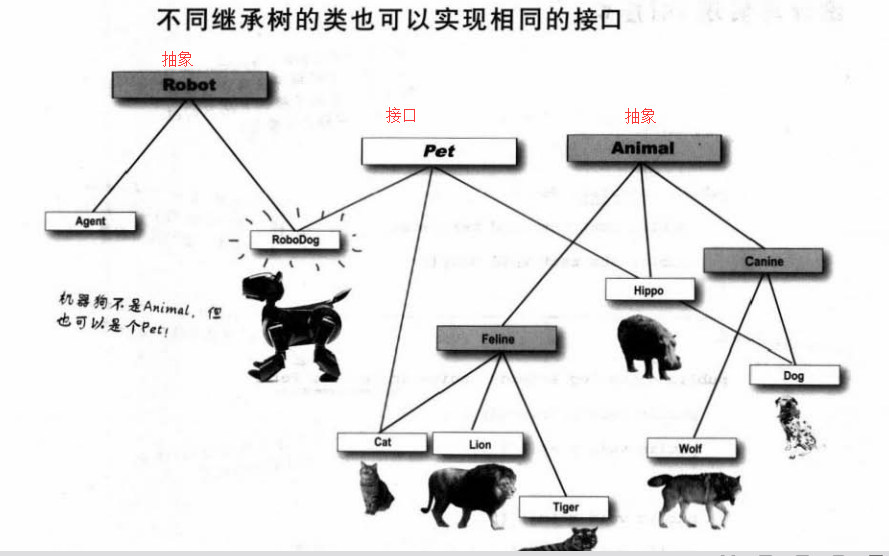 不同继承树的类也可以实现相同的接口
抽象
Robot
接口
抽象
Pet
Animal
Agent
RoboDog
Canine
Hippo
机器狗不是Animal，但
也可以是个Pet！
Feline
Dog
Cat
Lion
Wolf
Tiger